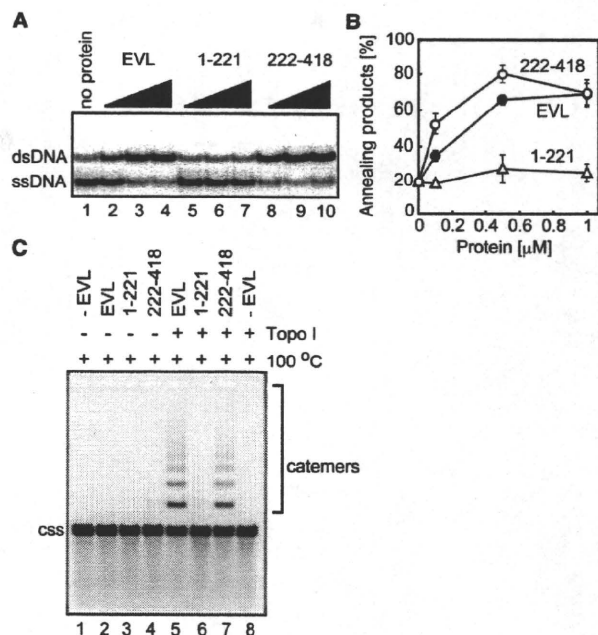 A
no protein EVL 1-221 222-418
dsDNA
ssDNA
1 2 3 4 5 6 7 8 9 10
B
Annealing products [%]
100
80
60
40
20
0
222-418
EVL
1-221
0 0.2 0.4 0.6 0.8 1
Protein [µM]
C
- EVL EVL 1-221 222-418 EVL 1-221 222-418 - EVL
- - - - + + + + Topo I
+ + + + + + + + 100 °C
catemers
css
1 2 3 4 5 6 7 8